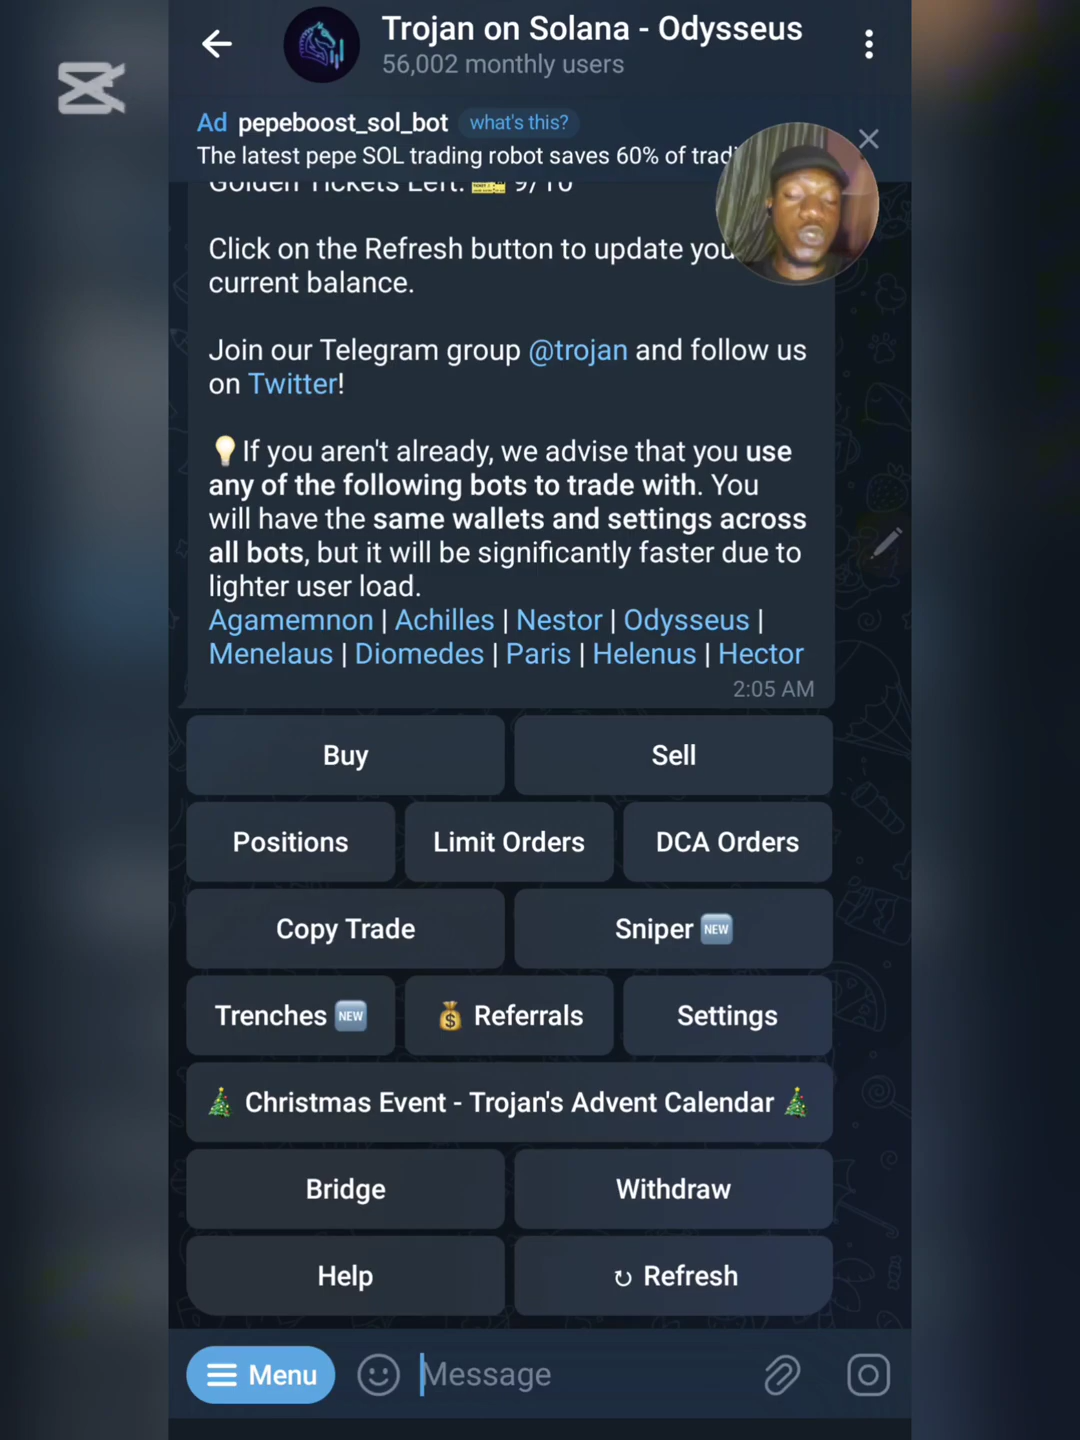 Trojan on Solana - Odysseus
56,002 monthly users
Ad pepeboost_sol_bot what's this?
The latest pepe SOL trading robot saves 60% of
Golden Tickets Left: 🎫 9/10
Click on the Refresh button to update
current balance.
Join our Telegram group @trojan and follow us
on Twitter!
💡If you aren't already, we advise that you use
any of the following bots to trade with. You
will have the same wallets and settings across
all bots, but it will be significantly faster due to
lighter user load.
Agamemnon | Achilles | Nestor | Odysseus |
Menelaus | Diomedes | Paris | Helenus | Hector
2:05 AM
Buy
Sell
Positions
Limit Orders
DCA Orders
Copy Trade
Sniper NEW
Trenches NEW
💰 Referrals
Settings
🎄 Christmas Event - Trojan's Advent Calendar 🎄
Bridge
Withdraw
Help
↻ Refresh
Menu
Message